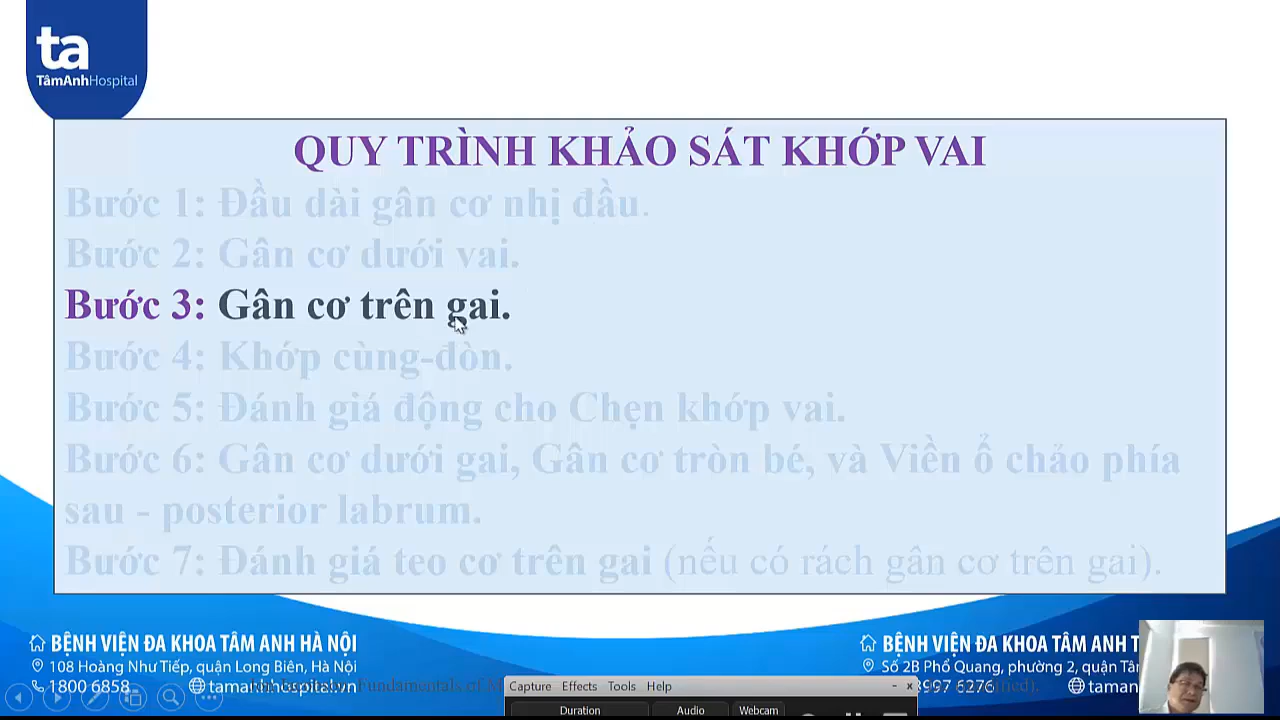 ta
TâmAnhHospital
QUY TRÌNH KHẢO SÁT KHỚP VAI
Bước 1: Đầu dài gân cơ nhị đầu.
Bước 2: Gân cơ dưới vai.
Bước 3: Gân cơ trên gai.
Bước 4: Khớp cùng-đòn.
Bước 5: Đánh giá động cho Chẹn khớp vai.
Bước 6: Gân cơ dưới gai, Gân cơ tròn bé, và Viền ổ chảo phía
sau - posterior labrum.
Bước 7: Đánh giá teo cơ trên gai (nếu có rách gân cơ trên gai).
BỆNH VIỆN ĐA KHOA TÂM ANH HÀ NỘI
108 Hoàng Như Tiếp, quận Long Biên, Hà Nội
1800 6858 tamanhhospital.vn
BỆNH VIỆN ĐA KHOA TÂM ANH T
Số 2B Phổ Quang, phường 2, quận Tân
6276 taman
Fundamentals of
Capture Effects Tools Help
Duration Audio Webcam